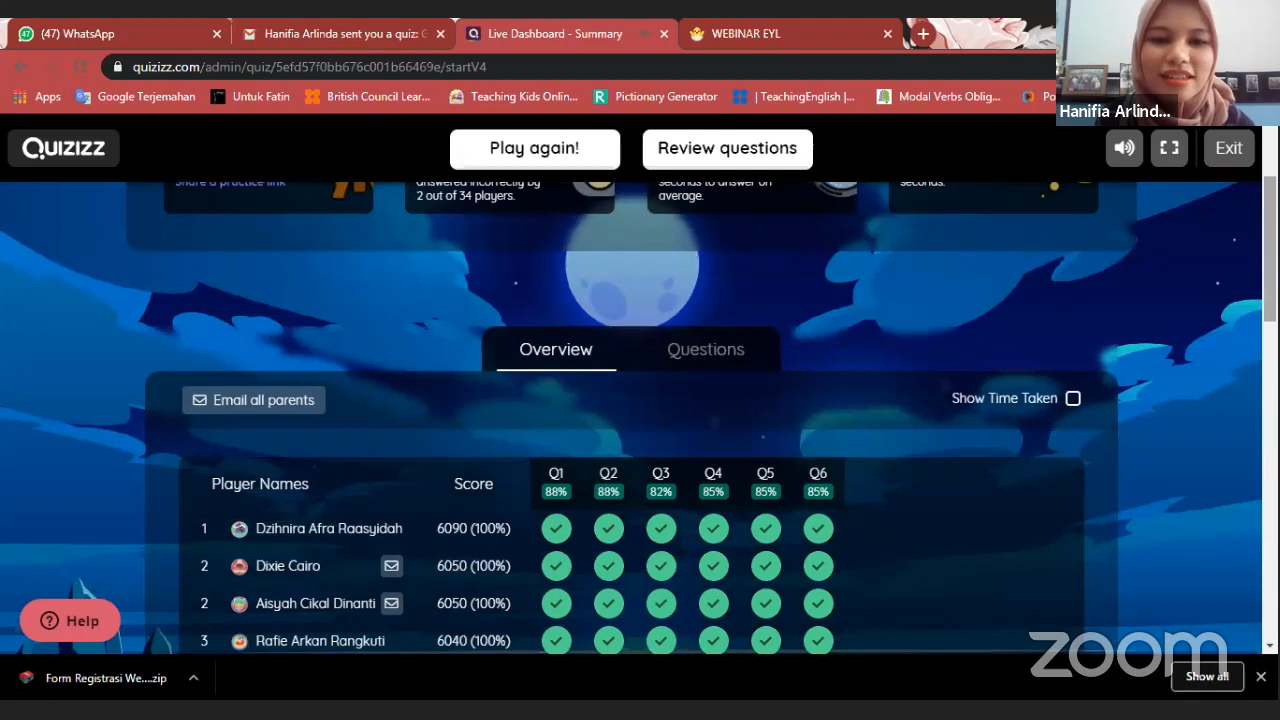 (47) WhatsApp
Hanifia Arlinda sent you a quiz: G
Live Dashboard - Summary
WEBINAR EYL
quizizz.com/admin/quiz/5efd57f0bb676c001b66469e/startV4
Apps
Google Terjemahan
Untuk Fatin
British Council Lear...
Teaching Kids Onlin...
Pictionary Generator
| TeachingEnglish |...
Modal Verbs Oblig...
Po
Hanifia Arlind...
Quizizz
Play again!
Review questions
Exit
Share a practice link
answered incorrectly by
2 out of 34 players.
seconds to answer on
average.
seconds.
Overview
Questions
Email all parents
Show Time Taken
Player Names Score Q1 Q2 Q3 Q4 Q5 Q6
88% 88% 82% 85% 85% 85%
1 Dzihnira Afra Raasyidah 6090 (100%)
2 Dixie Cairo 6050 (100%)
2 Aisyah Cikal Dinanti 6050 (100%)
3 Rafie Arkan Rangkuti 6040 (100%)
Help
zoom
Form Registrasi We....zip
Show all